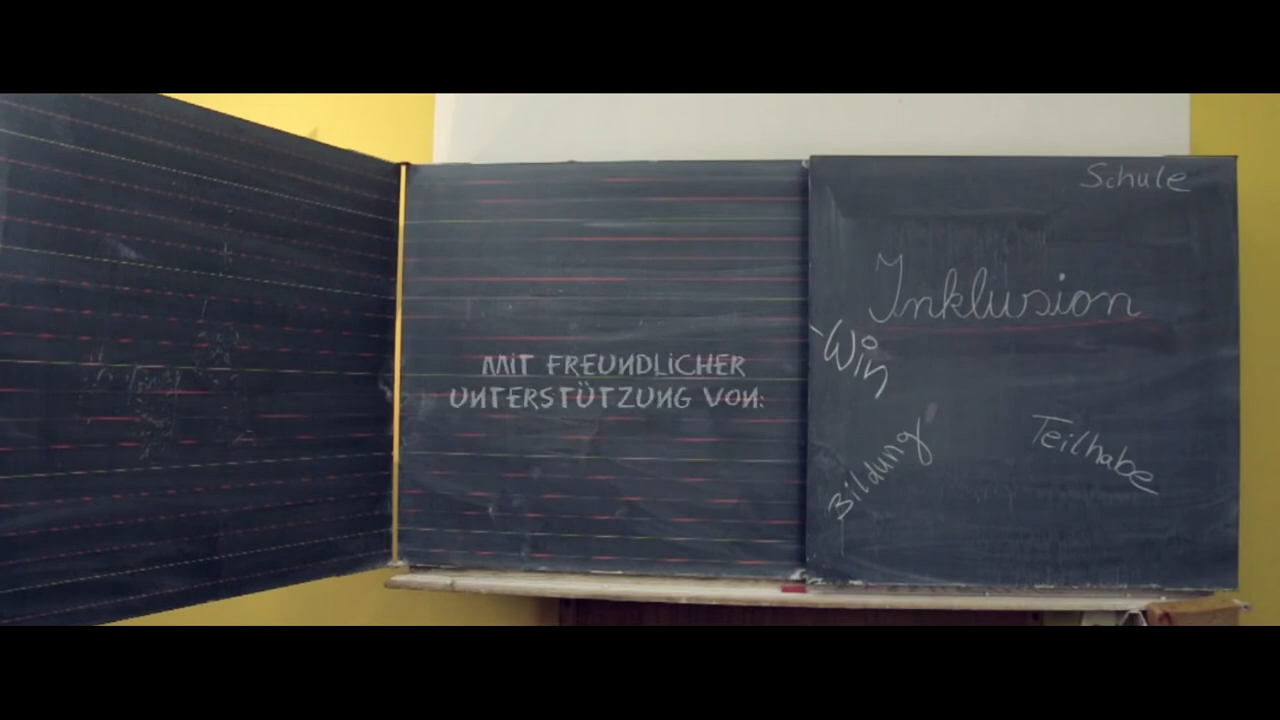 MIT FREUNDLICHER
UNTERSTÜTZUNG VON:
Schule
Inklusion
Win
Bildung
Teilhabe